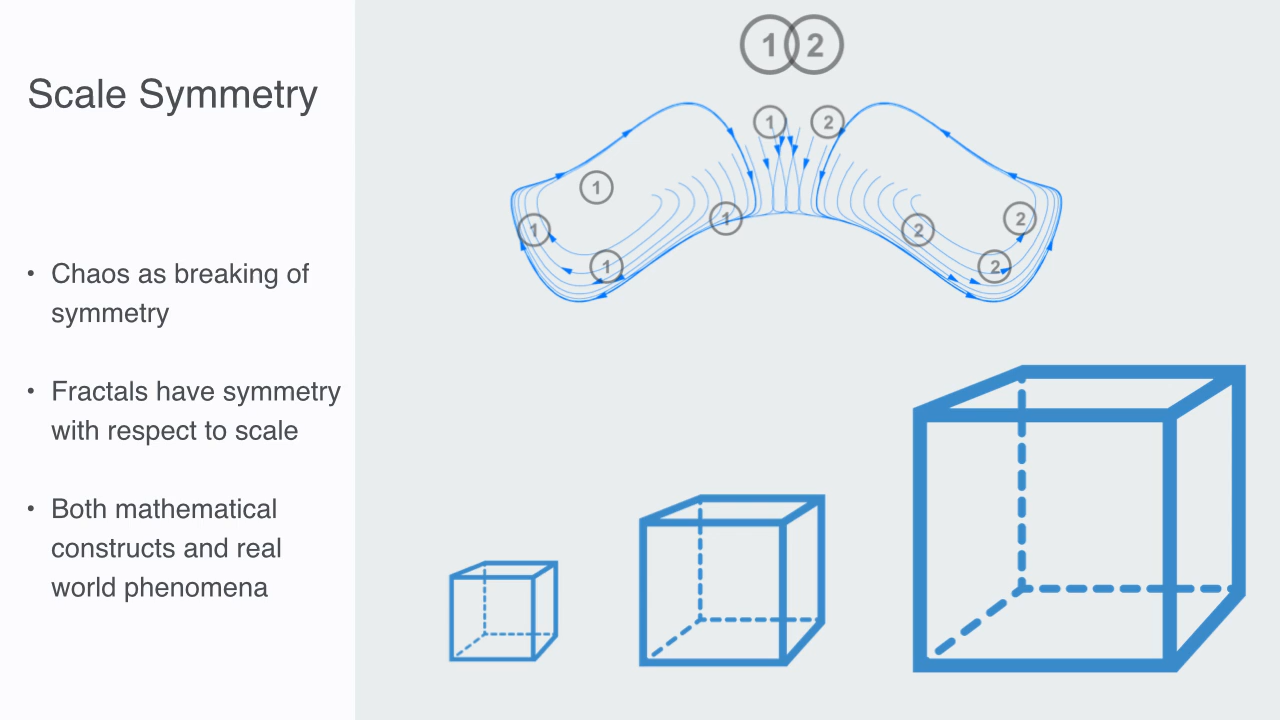 Scale Symmetry
• Chaos as breaking of
symmetry
• Fractals have symmetry
with respect to scale
• Both mathematical
constructs and real
world phenomena
1 2
1 2
1
1 1 2 2
1 2
2